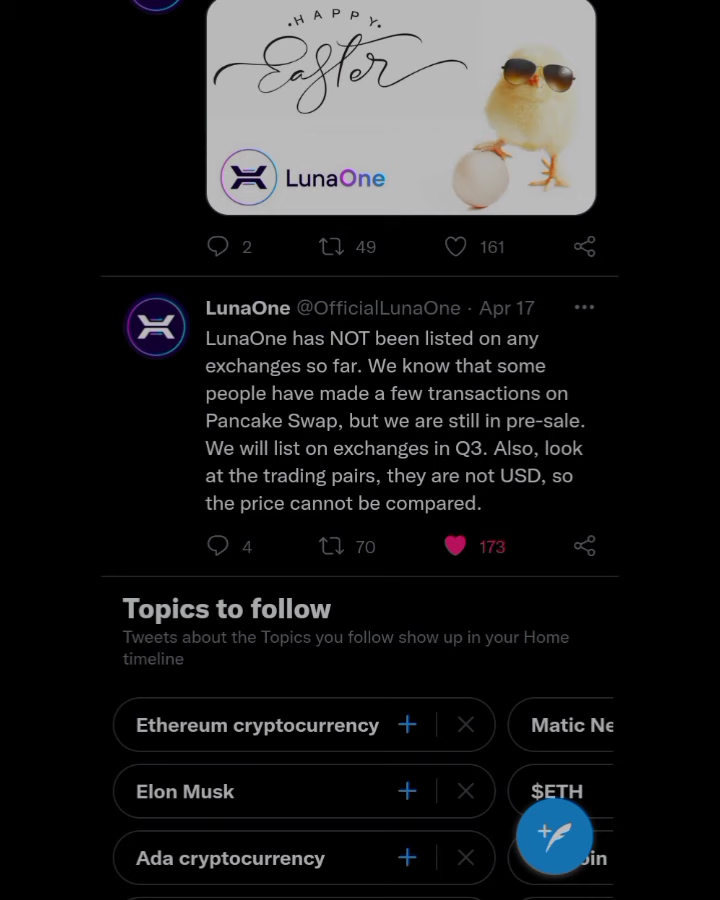 ·HAPPY·
Easter
LunaOne
2 49 161
LunaOne @OfficialLunaOne · Apr 17
LunaOne has NOT been listed on any
exchanges so far. We know that some
people have made a few transactions on
Pancake Swap, but we are still in pre-sale.
We will list on exchanges in Q3. Also, look
at the trading pairs, they are not USD, so
the price cannot be compared.
4 70 173
Topics to follow
Tweets about the Topics you follow show up in your Home
timeline
Ethereum cryptocurrency Matic Ne
Elon Musk $ETH
Ada cryptocurrency